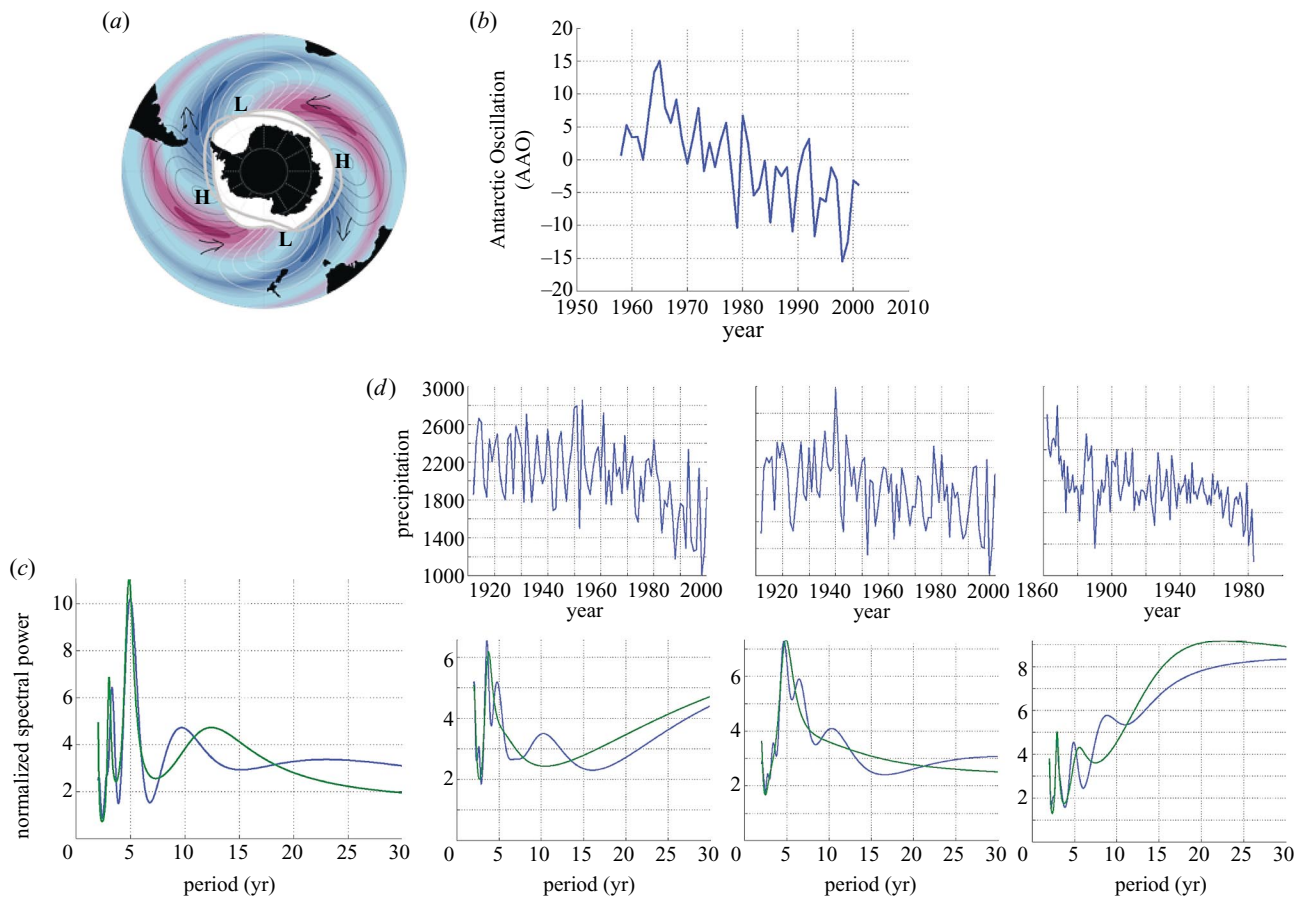 (a)
L
H
H
L
(b)
20
15
10
5
0
–5
–10
–15
–20
Antarctic Oscillation
(AAO)
1950 1960 1970 1980 1990 2000 2010
year
(d)
3000
2600
2200
1800
1400
1000
precipitation
1920 1940 1960 1980 2000
year
1920 1940 1960 1980 2000
year
1860 1900 1940 1980
year
(c)
10
8
6
4
2
normalized spectral power
0 5 10 15 20 25 30
period (yr)
6
4
2
0 5 10 15 20 25 30
period (yr)
6
4
2
0 5 10 15 20 25 30
period (yr)
8
6
4
2
0 5 10 15 20 25 30
period (yr)